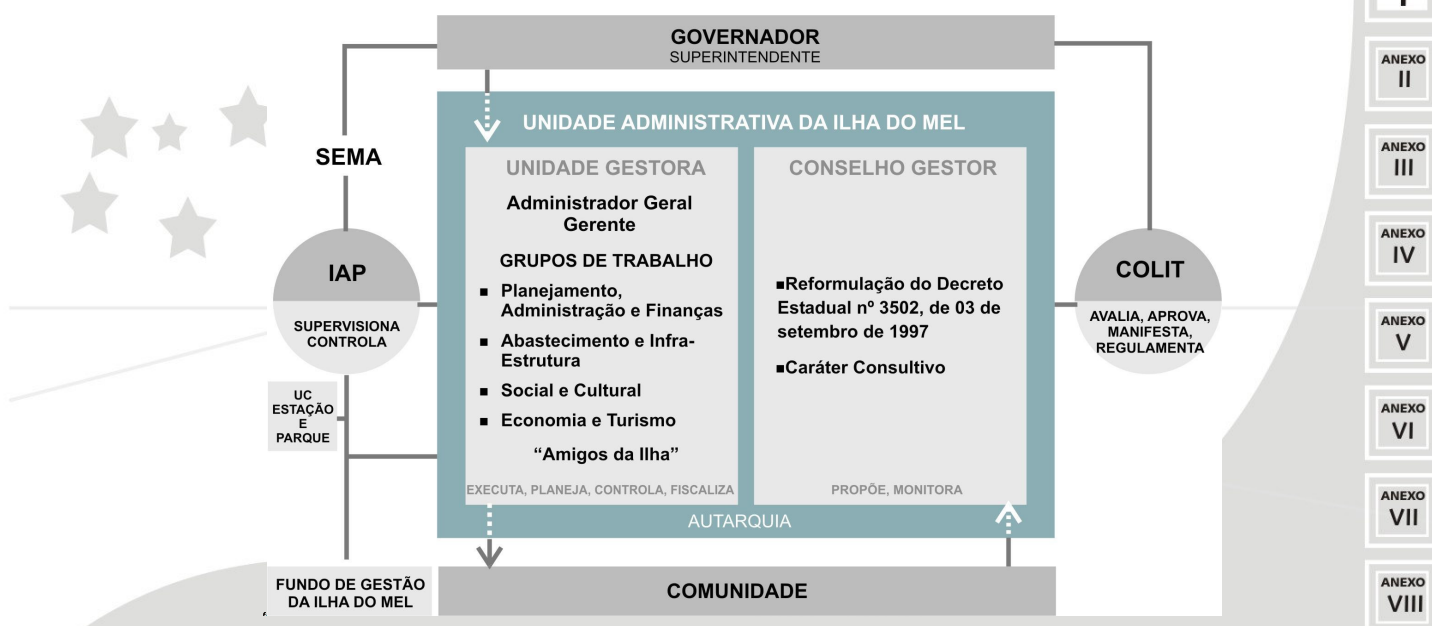 GOVERNADOR
SUPERINTENDENTE
UNIDADE ADMINISTRATIVA DA ILHA DO MEL
SEMA
IAP
SUPERVISIONA
CONTROLA
UC
ESTAÇÃO
E
PARQUE
FUNDO DE GESTÃO
DA ILHA DO MEL
UNIDADE GESTORA
Administrador Geral
Gerente
GRUPOS DE TRABALHO
■ Planejamento,
Administração e Finanças
■ Abastecimento e Infra-
Estrutura
■ Social e Cultural
■ Economia e Turismo
“Amigos da Ilha”
EXECUTA, PLANEJA, CONTROLA, FISCALIZA
CONSELHO GESTOR
■Reformulação do Decreto
Estadual nº 3502, de 03 de
setembro de 1997
■Caráter Consultivo
PROPÕE, MONITORA
AUTARQUIA
COMUNIDADE
COLIT
AVALIA, APROVA,
MANIFESTA,
REGULAMENTA
ANEXO
II
ANEXO
III
ANEXO
IV
ANEXO
V
ANEXO
VI
ANEXO
VII
ANEXO
VIII